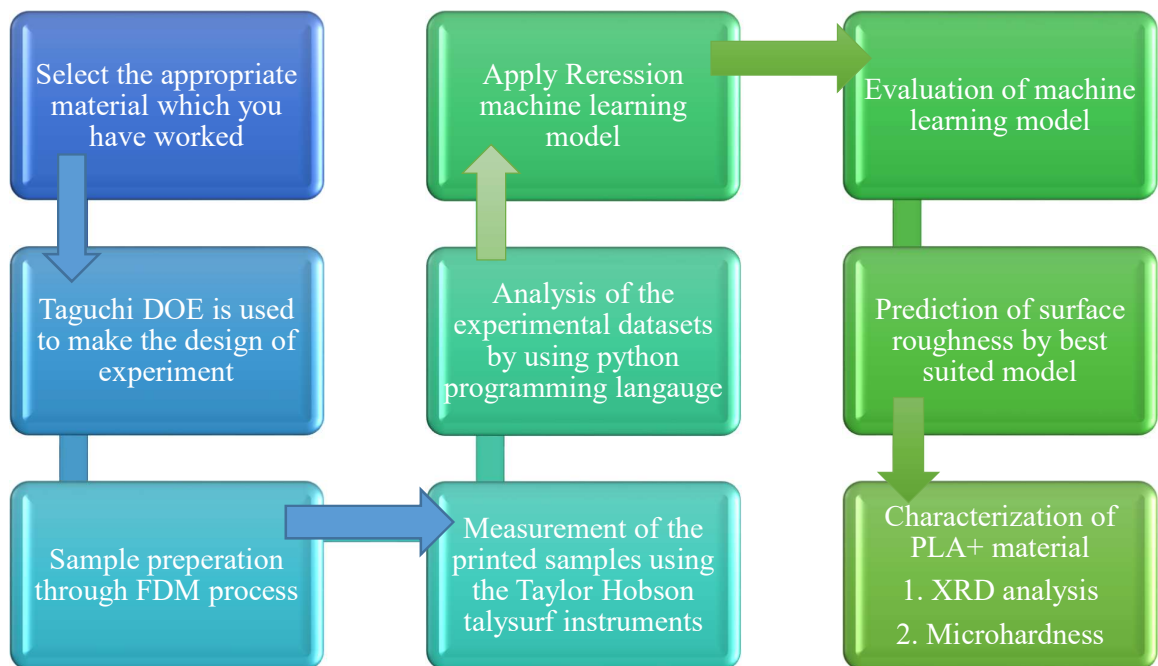 Select the appropriate
material which you
have worked
Taguchi DOE is used
to make the design of
experiment
Sample preperation
through FDM process
Measurement of the
printed samples using
the Taylor Hobson
talysurf instruments
Analysis of the
experimental datasets
by using python
programming langauge
Apply Reression
machine learning
model
Evaluation of machine
learning model
Prediction of surface
roughness by best
suited model
Characterization of
PLA+ material
1. XRD analysis
2. Microhardness